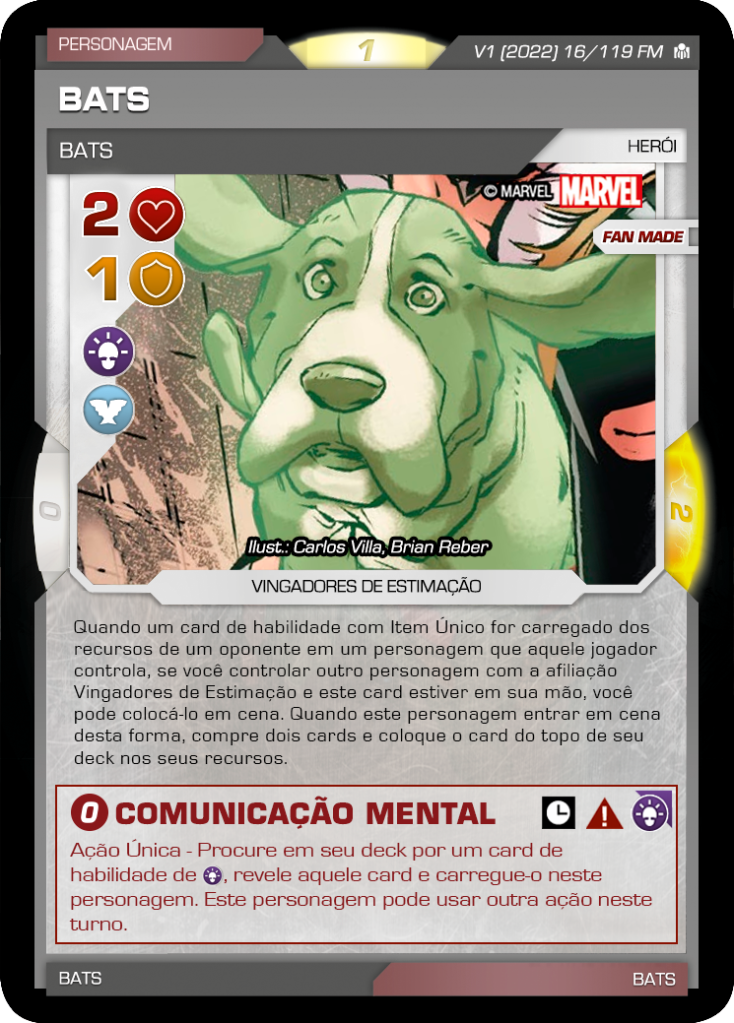 PERSONAGEM
1
V1 (2022) 16/119 FM
BATS
BATS
HERÓI
2
© MARVEL MARVEL
FAN MADE
1
0
2
Ilust.: Carlos Villa, Brian Reber
VINGADORES DE ESTIMAÇÃO
Quando um card de habilidade com Item Único for carregado dos
recursos de um oponente em um personagem que aquele jogador
controla, se você controlar outro personagem com a afiliação
Vingadores de Estimação e este card estiver em sua mão, você
pode colocá-lo em cena. Quando este personagem entrar em cena
desta forma, compre dois cards e coloque o card do topo de seu
deck nos seus recursos.
0 COMUNICAÇÃO MENTAL
Ação Única - Procure em seu deck por um card de
habilidade de , revele aquele card e carregue-o neste
personagem. Este personagem pode usar outra ação neste
turno.
BATS
BATS